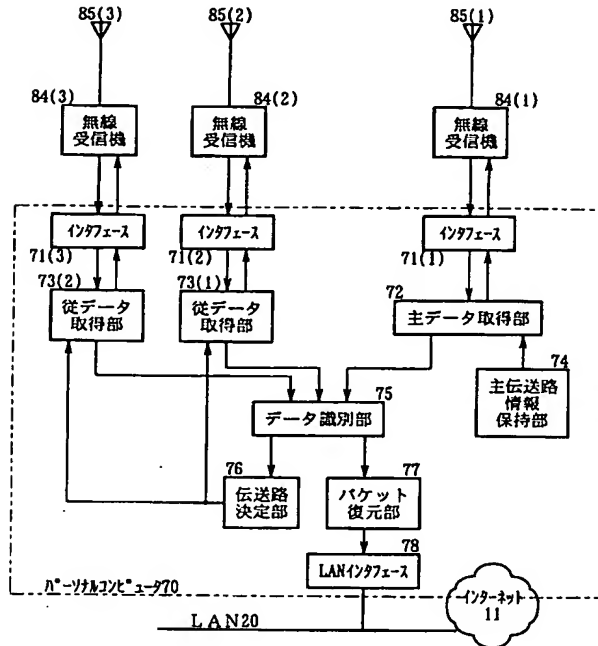 85(3)
85(2)
85(1)
84(3)
84(2)
84(1)
無線
受信機
無線
受信機
無線
受信機
インタフェース
インタフェース
インタフェース
71(3)
71(2)
71(1)
73(2)
73(1)
72
従データ
取得部
従データ
取得部
主データ取得部
74
主伝送路
情報
保持部
75
データ識別部
76
77
伝送路
決定部
パケット
復元部
78
LANインタフェース
パーソナルコンピュータ70
インターネット
11
LAN20